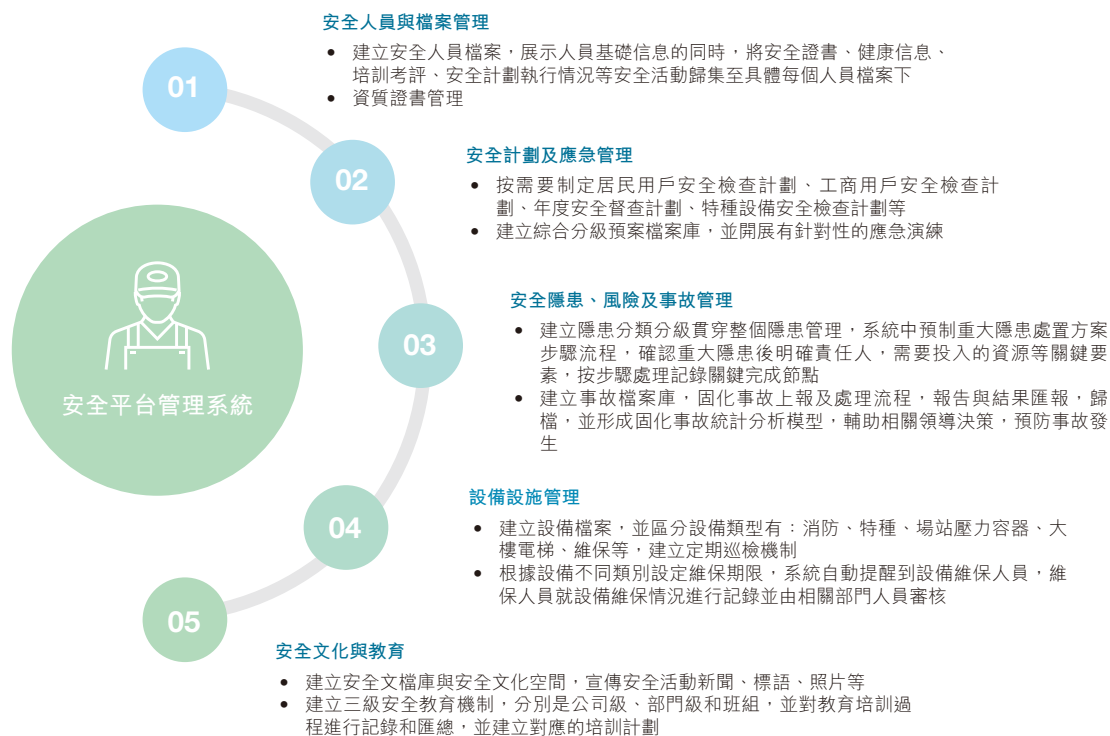 安全人員與檔案管理
• 建立安全人員檔案，展示人員基礎信息的同時，將安全證書、健康信息、
培訓考評、安全計劃執行情況等安全活動歸集至具體每個人員檔案下
• 資質證書管理
01
安全計劃及應急管理
• 按需要制定居民用戶安全檢查計劃、工商用戶安全檢查計
劃、年度安全督查計劃、特種設備安全檢查計劃等
• 建立綜合分級預案檔案庫，並開展有針對性的應急演練
02
安全隱患、風險及事故管理
• 建立隱患分類分級貫穿整個隱患管理，系統中預制重大隱患處置方案
步驟流程，確認重大隱患後明確責任人，需要投入的資源等關鍵要
素，按步驟處理記錄關鍵完成節點
• 建立事故檔案庫，固化事故上報及處理流程，報告與結果匯報，歸
檔，並形成固化事故統計分析模型，輔助相關領導決策，預防事故發
生
03
安全平台管理系統
設備設施管理
• 建立設備檔案，並區分設備類型有：消防、特種、場站壓力容器、大
樓電梯、維保等，建立定期巡檢機制
• 根據設備不同類別設定維保期限，系統自動提醒到設備維保人員，維
保人員就設備維保情況進行記錄並由相關部門人員審核
04
05
安全文化與教育
• 建立安全文檔庫與安全文化空間，宣傳安全活動新聞、標語、照片等
• 建立三級安全教育機制，分別是公司級、部門級和班組，並對教育培訓過
程進行記錄和匯總，並建立對應的培訓計劃